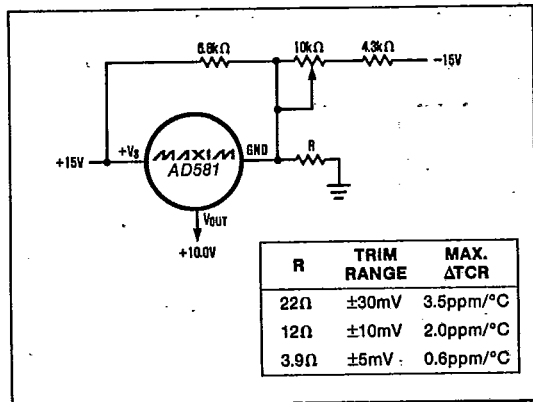 6.8kΩ 10kΩ 4.3kΩ
-15V
+15V
+VS
MAXIM
AD581
GND
R
VOUT
+10.0V
R TRIM RANGE MAX. ΔTCR
22Ω ±30mV 3.5ppm/°C
12Ω ±10mV 2.0ppm/°C
3.9Ω ±5mV 0.6ppm/°C